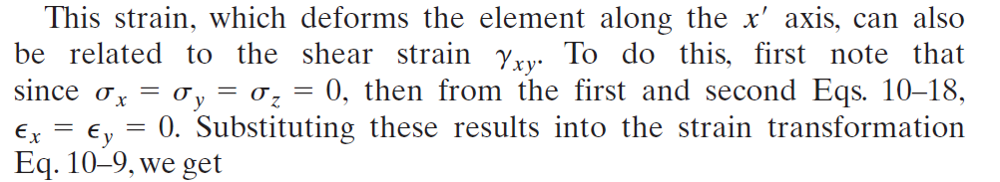 This strain, which deforms the element along the x′ axis, can also
be related to the shear strain γxy. To do this, first note that
since σx = σy = σz = 0, then from the first and second Eqs. 10–18,
ϵx = ϵy = 0. Substituting these results into the strain transformation
Eq. 10–9, we get